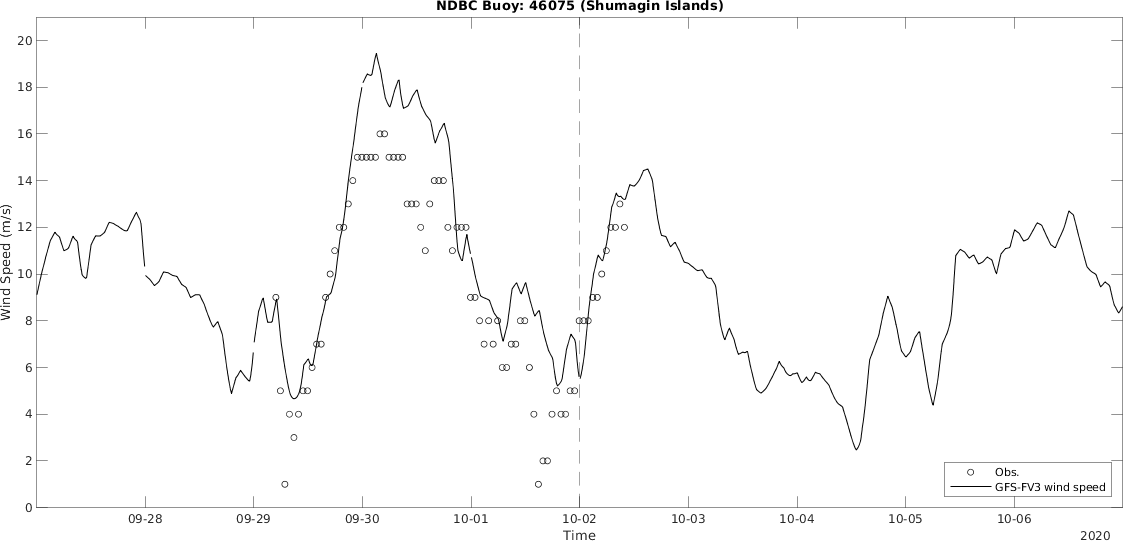 NDBC Buoy: 46075 (Shumagin Islands)
20
18
16
14
12
10
8
6
4
2
0
Wind Speed (m/s)
Obs.
GFS-FV3 wind speed
09-28 09-29 09-30 10-01 10-02 10-03 10-04 10-05 10-06
Time
2020